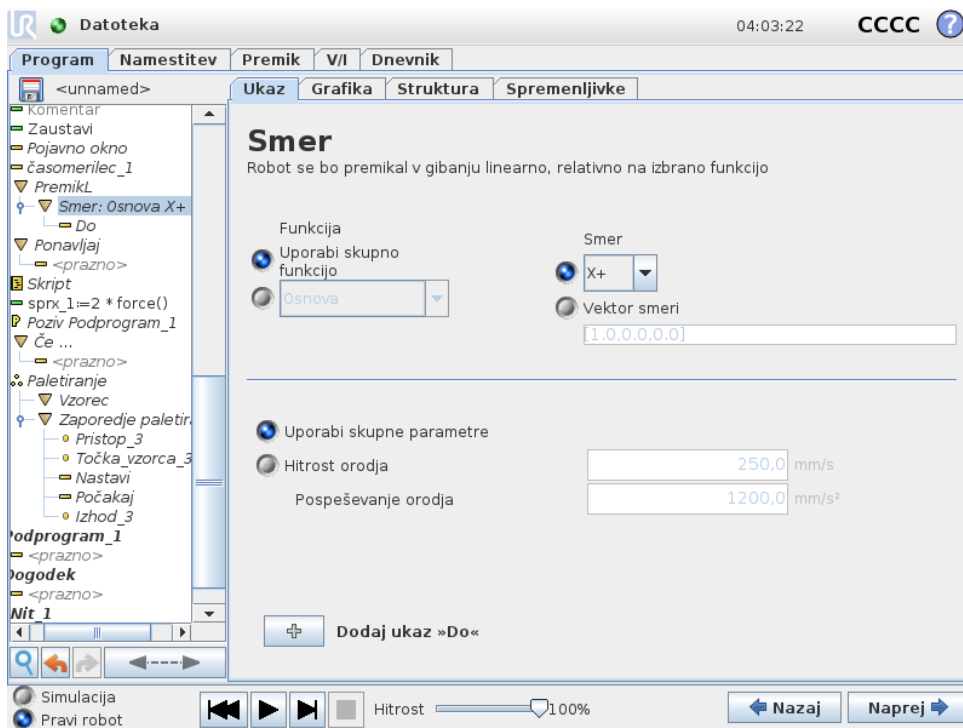 UR Datoteka 04:03:22 CCCC ?
Program Namestitev Premik V/I Dnevnik
<unnamed>
Ukaz Grafika Struktura Spremenljivke
Komentar
Zaustavi
Pojavno okno
časomerilec_1
PremikL
Smer: Osnova X+
Do
Ponavljaj
<prazno>
Skript
sprx_1:=2 * force()
Poziv Podprogram_1
Če ...
<prazno>
Paletiranje
Vzorec
Zaporedje paletir
Pristop_3
Točka_vzorca_3
Nastavi
Počakaj
Izhod_3
Podprogram_1
<prazno>
Dogodek
<prazno>
Nit_1
Smer
Robot se bo premikal v gibanju linearno, relativno na izbrano funkcijo
Funkcija
Uporabi skupno
funkcijo
Osnova
Smer
X+
Vektor smeri
[1.0,0.0,0.0]
Uporabi skupne parametre
Hitrost orodja 250,0 mm/s
Pospeševanje orodja 1200,0 mm/s²
Dodaj ukaz »Do«
Simulacija
Pravi robot
Hitrost 100%
Nazaj Naprej